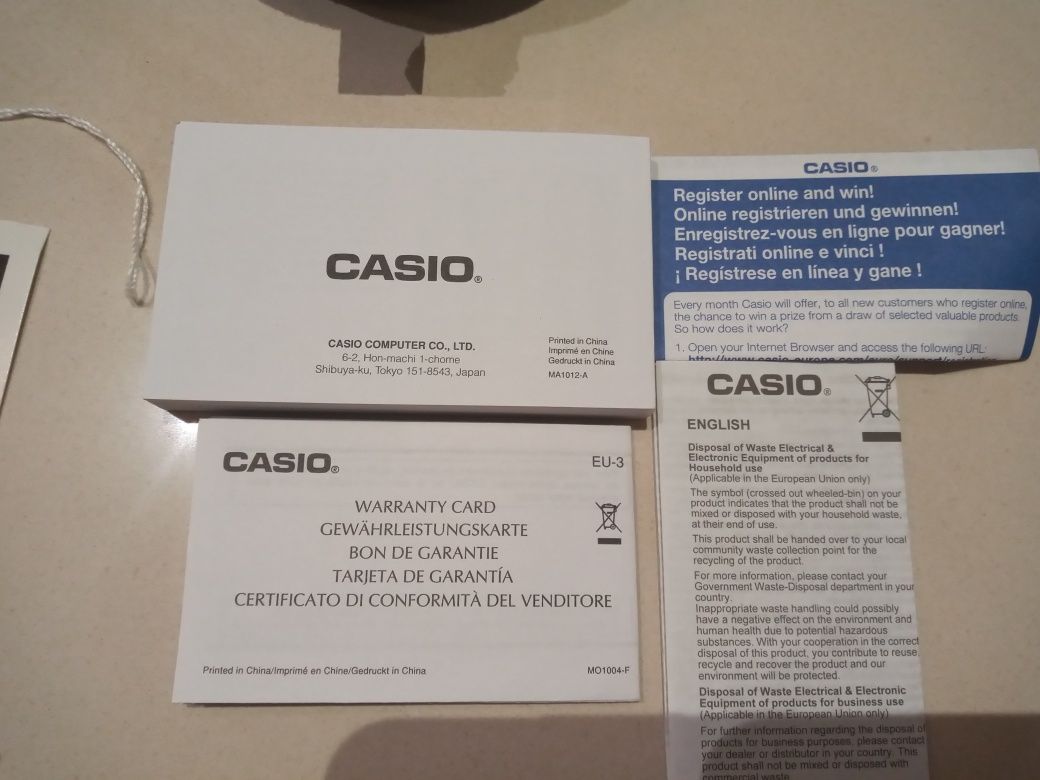 CASIO®
CASIO COMPUTER CO., LTD.
6-2, Hon-machi 1-chome
Shibuya-ku, Tokyo 151-8543, Japan
Printed in China
Imprimé en Chine
Gedruckt in China
MA1012-A
CASIO®
Register online and win!
Online registrieren und gewinnen!
Enregistrez-vous en ligne pour gagner!
Registrati online e vinci !
¡ Regístrese en línea y gane !
Every month Casio will offer, to all new customers who register online,
the chance to win a prize from a draw of selected valuable products.
So how does it work?
1. Open your Internet Browser and access the following URL:
CASIO®
EU-3
WARRANTY CARD
GEWÄHRLEISTUNGSKARTE
BON DE GARANTIE
TARJETA DE GARANTÍA
CERTIFICATO DI CONFORMITÀ DEL VENDITORE
Printed in China/Imprimé en Chine/Gedruckt in China
MO1004-F
CASIO®
ENGLISH
Disposal of Waste Electrical &
Electronic Equipment of products for
Household use
(Applicable in the European Union only)
The symbol (crossed out wheeled-bin) on your
product indicates that the product shall not be
mixed or disposed with your household waste,
at their end of use.
This product shall be handed over to your local
community waste collection point for the
recycling of the product.
For more information, please contact your
Government Waste-Disposal department in your
country.
Inappropriate waste handling could possibly
have a negative effect on the environment and
human health due to potential hazardous
substances. With your cooperation in the correct
disposal of this product, you contribute to reuse,
recycle and recover the product and our
environment will be protected.
Disposal of Waste Electrical & Electronic
Equipment of products for business use
(Applicable in the European Union only)
For further information regarding the disposal of
products for business purposes, please contact
your dealer or distributor in your country. This
product shall not be mixed or disposed with
commercial waste.